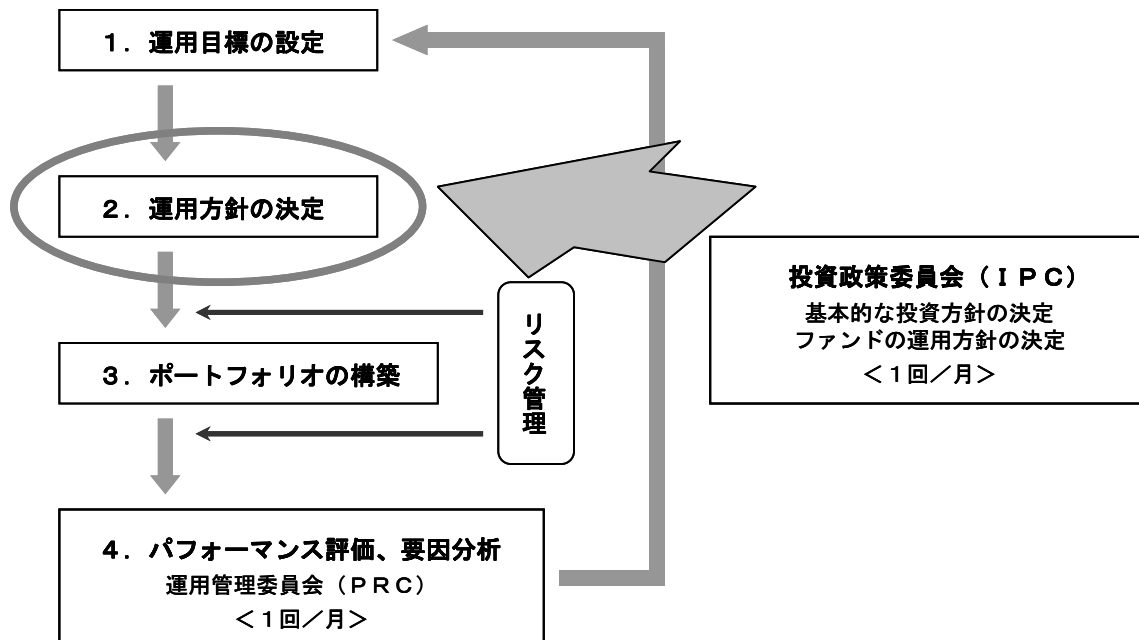 １．運用目標の設定
２．運用方針の決定
投資政策委員会（ＩＰＣ）
基本的な投資方針の決定
ファンドの運用方針の決定
＜１回／月＞
リスク管理
３．ポートフォリオの構築
４．パフォーマンス評価、要因分析
運用管理委員会（ＰＲＣ）
＜１回／月＞